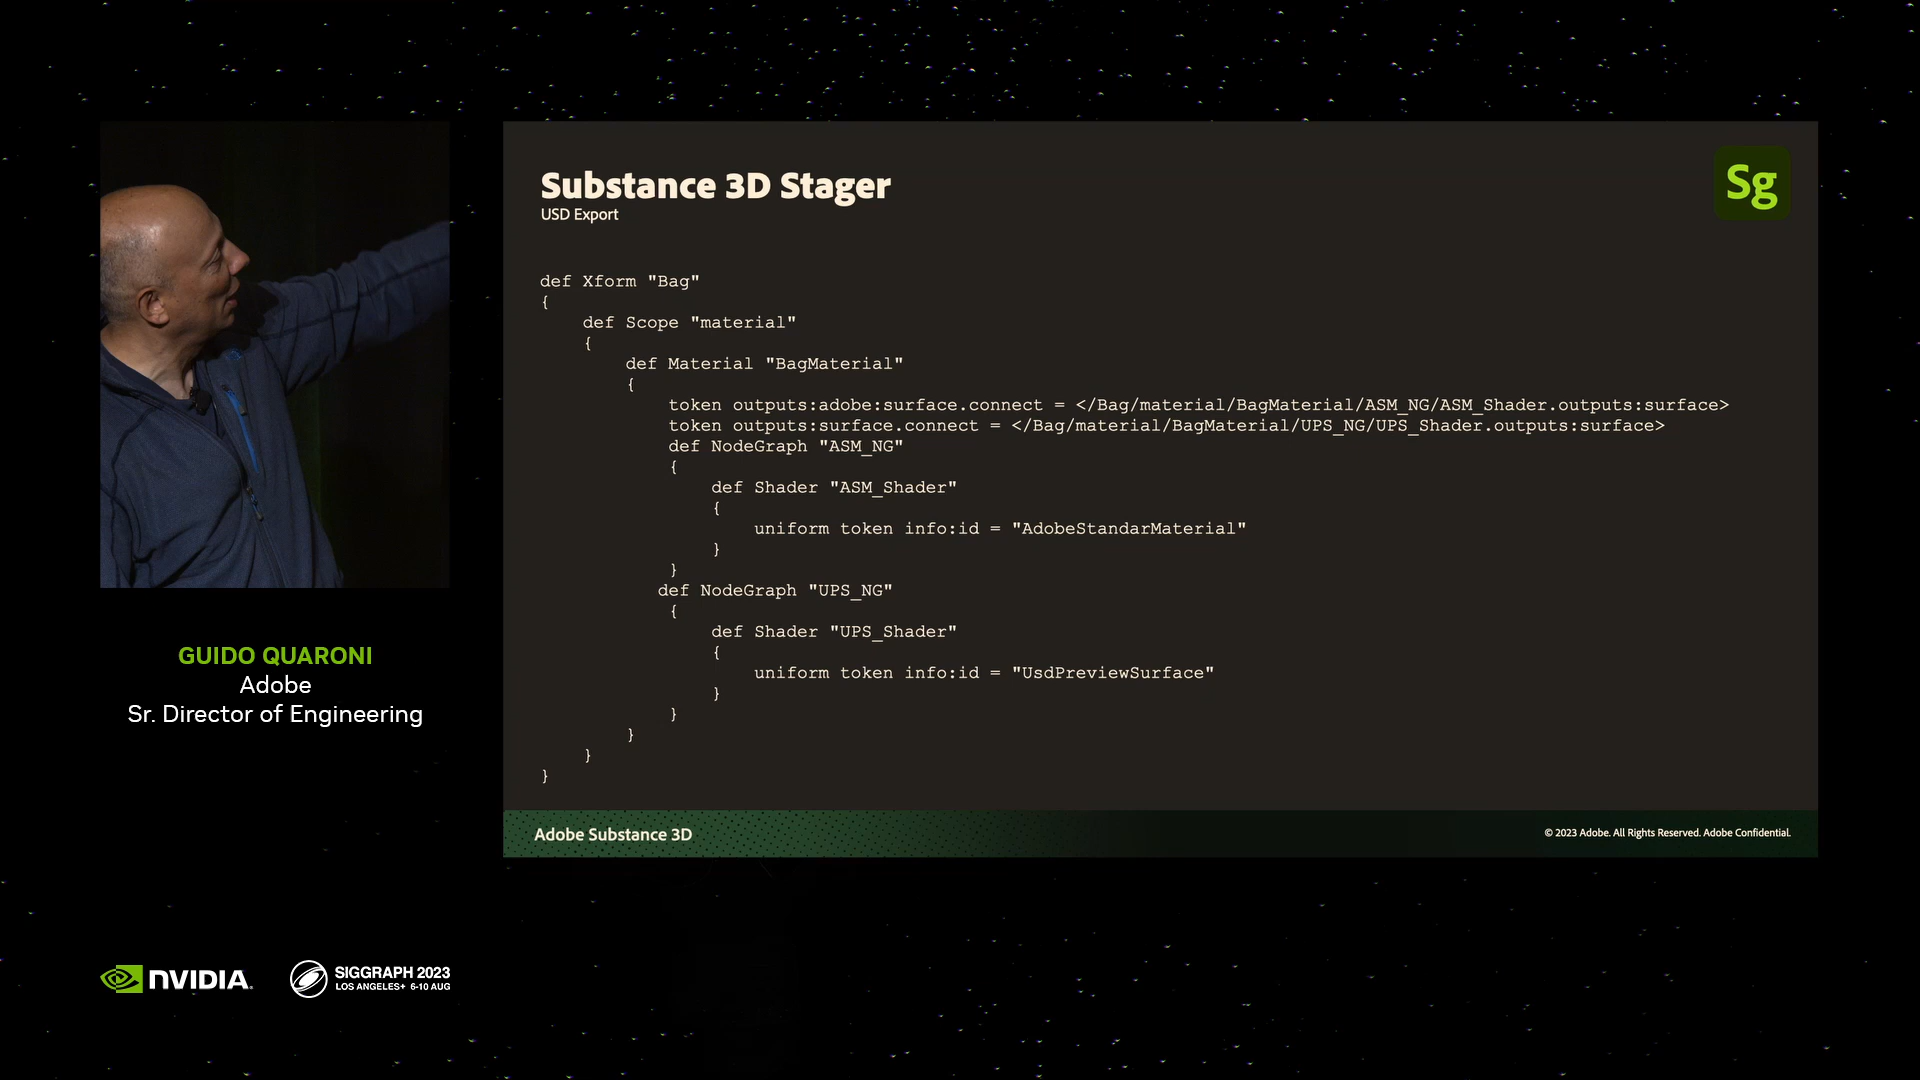 Substance 3D Stager
USD Export
Sg
def Xform "Bag"
{
    def Scope "material"
    {
        def Material "BagMaterial"
        {
            token outputs:adobe:surface.connect = </Bag/material/BagMaterial/ASM_NG/ASM_Shader.outputs:surface>
            token outputs:surface.connect = </Bag/material/BagMaterial/UPS_NG/UPS_Shader.outputs:surface>
            def NodeGraph "ASM_NG"
            {
                def Shader "ASM_Shader"
                {
                    uniform token info:id = "AdobeStandarMaterial"
                }
            }
           def NodeGraph "UPS_NG"
            {
                def Shader "UPS_Shader"
                {
                    uniform token info:id = "UsdPreviewSurface"
                }
            }
        }
    }
}
Adobe Substance 3D
© 2023 Adobe. All Rights Reserved. Adobe Confidential.
GUIDO QUARONI
Adobe
Sr. Director of Engineering
NVIDIA.
SIGGRAPH 2023
LOS ANGELES+ 6-10 AUG